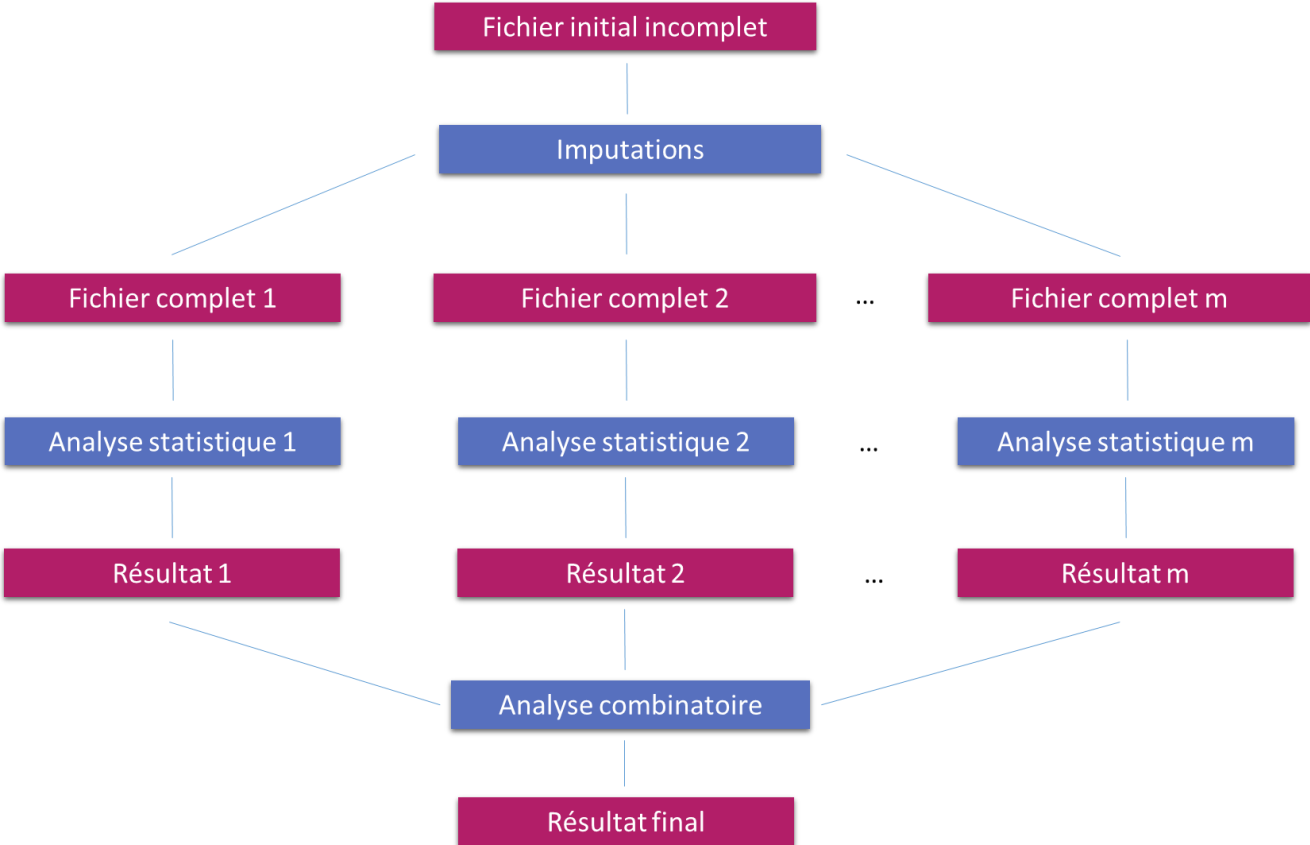 Fichier initial incomplet
Imputations
Fichier complet 1
Fichier complet 2
...
Fichier complet m
Analyse statistique 1
Analyse statistique 2
...
Analyse statistique m
Résultat 1
Résultat 2
...
Résultat m
Analyse combinatoire
Résultat final